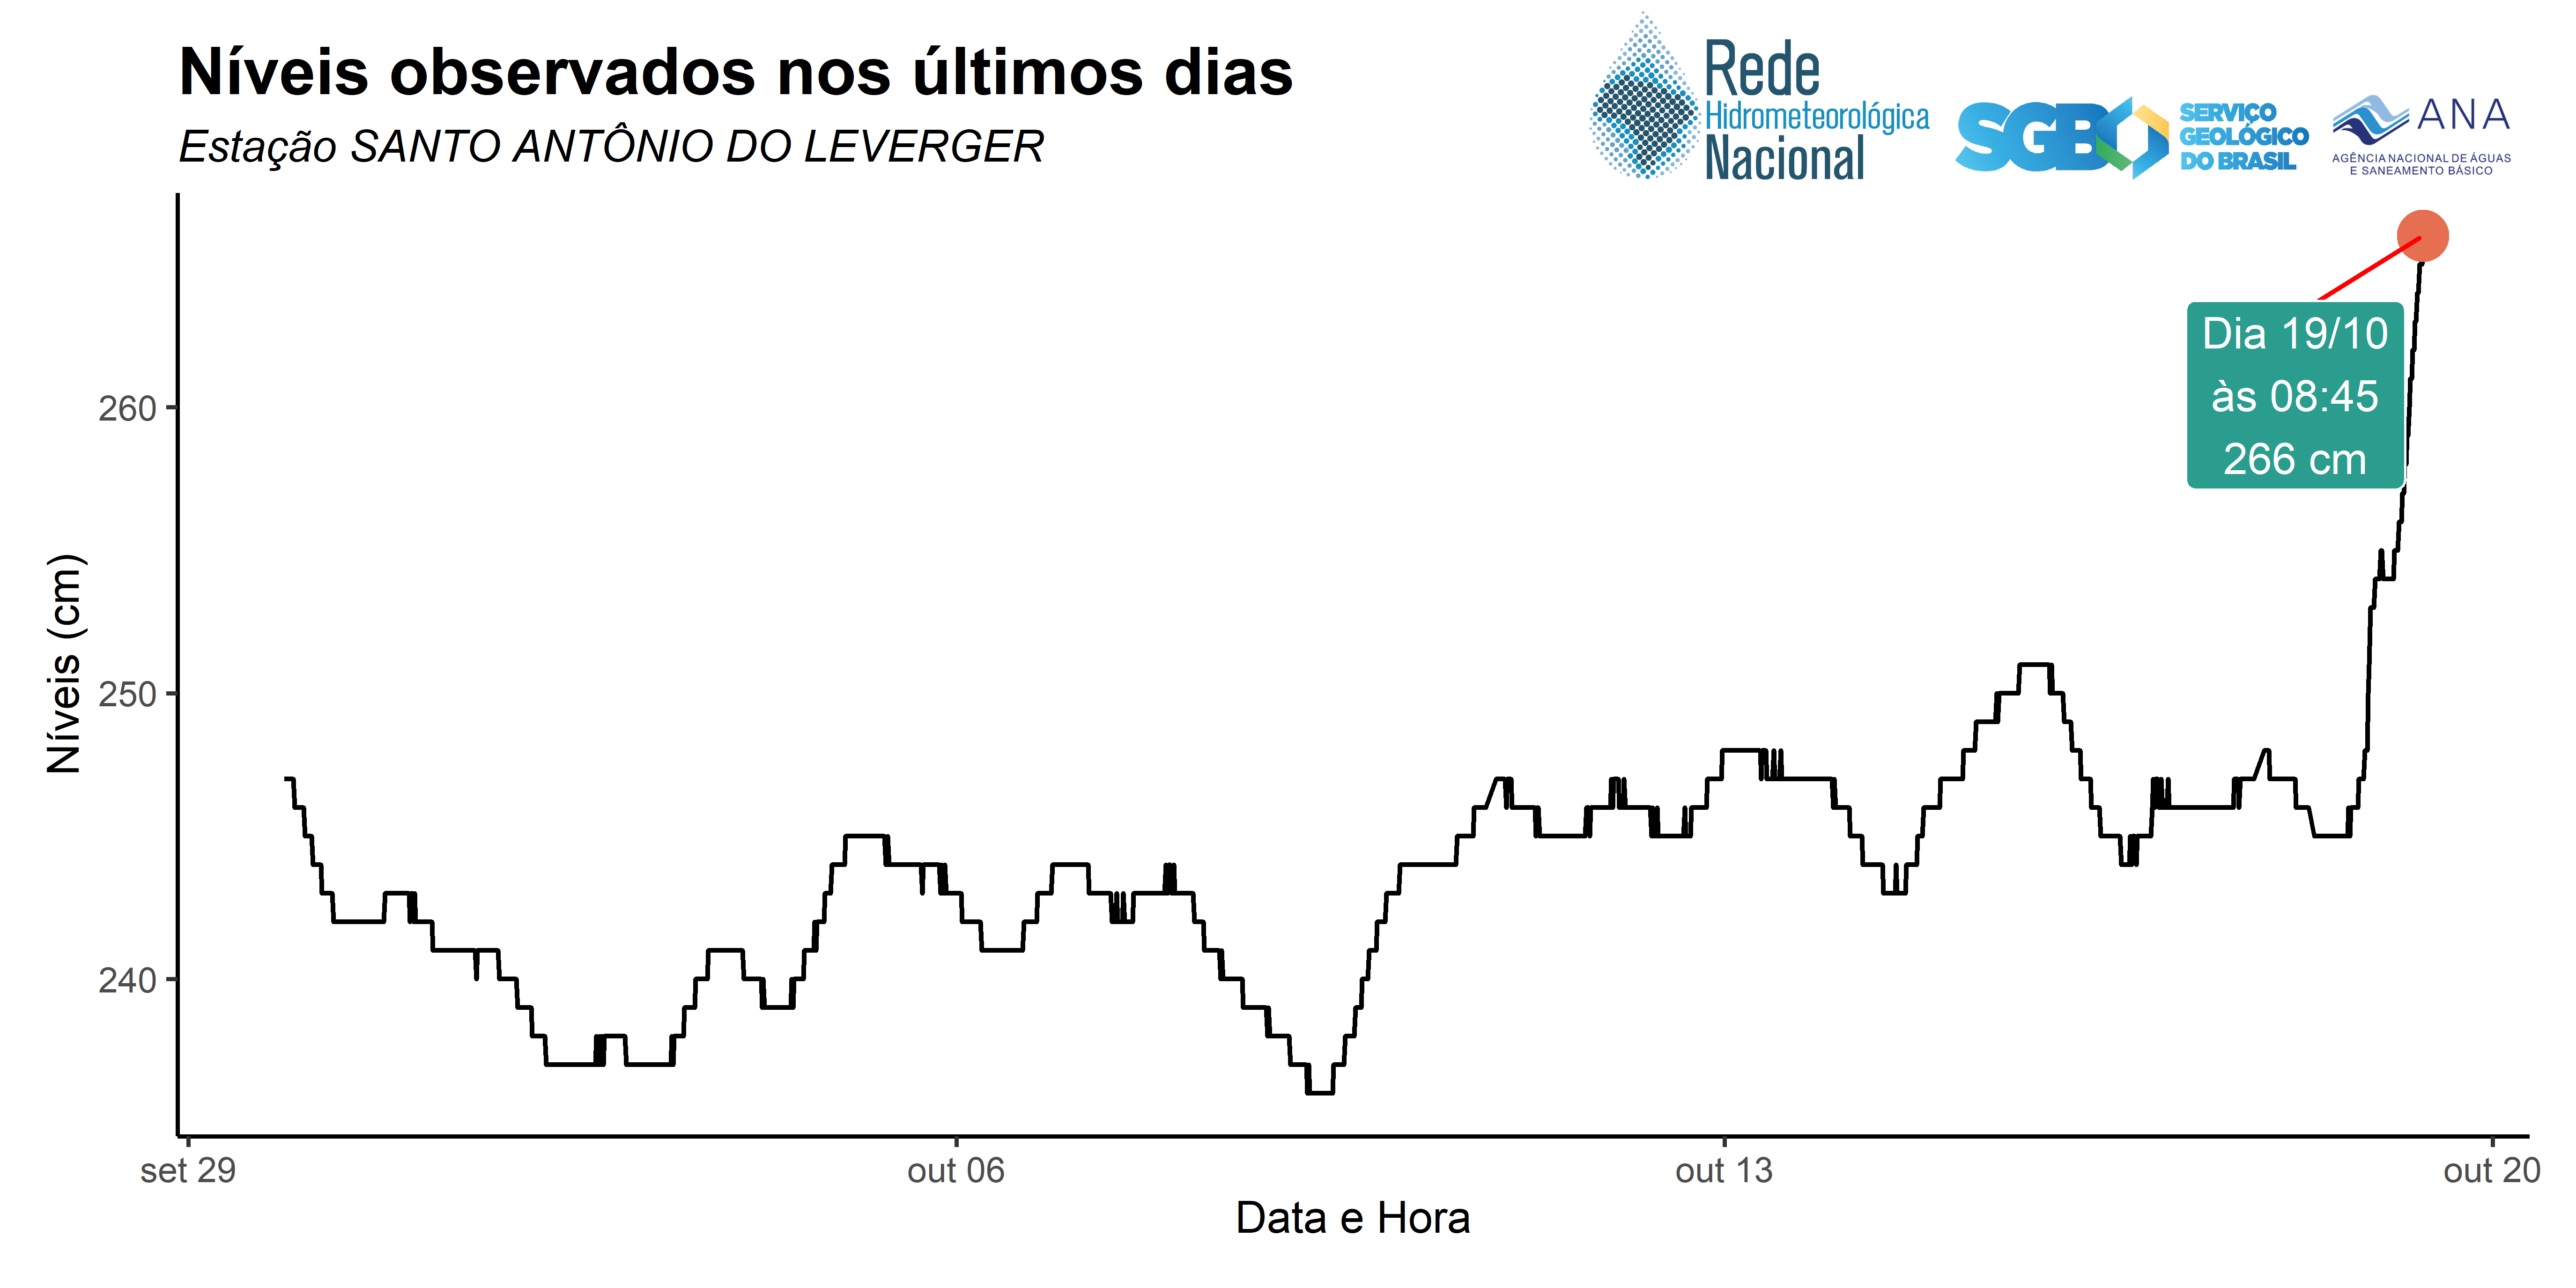 Níveis observados nos últimos dias
Estação SANTO ANTÔNIO DO LEVERGER
Rede
Hidrometeorológica
Nacional
SGB
SERVIÇO
GEOLÓGICO
DO BRASIL
ANA
AGÊNCIA NACIONAL DE ÁGUAS
E SANEAMENTO BÁSICO
Dia 19/10
às 08:45
266 cm
Níveis (cm)
260
250
240
set 29
out 06
out 13
out 20
Data e Hora